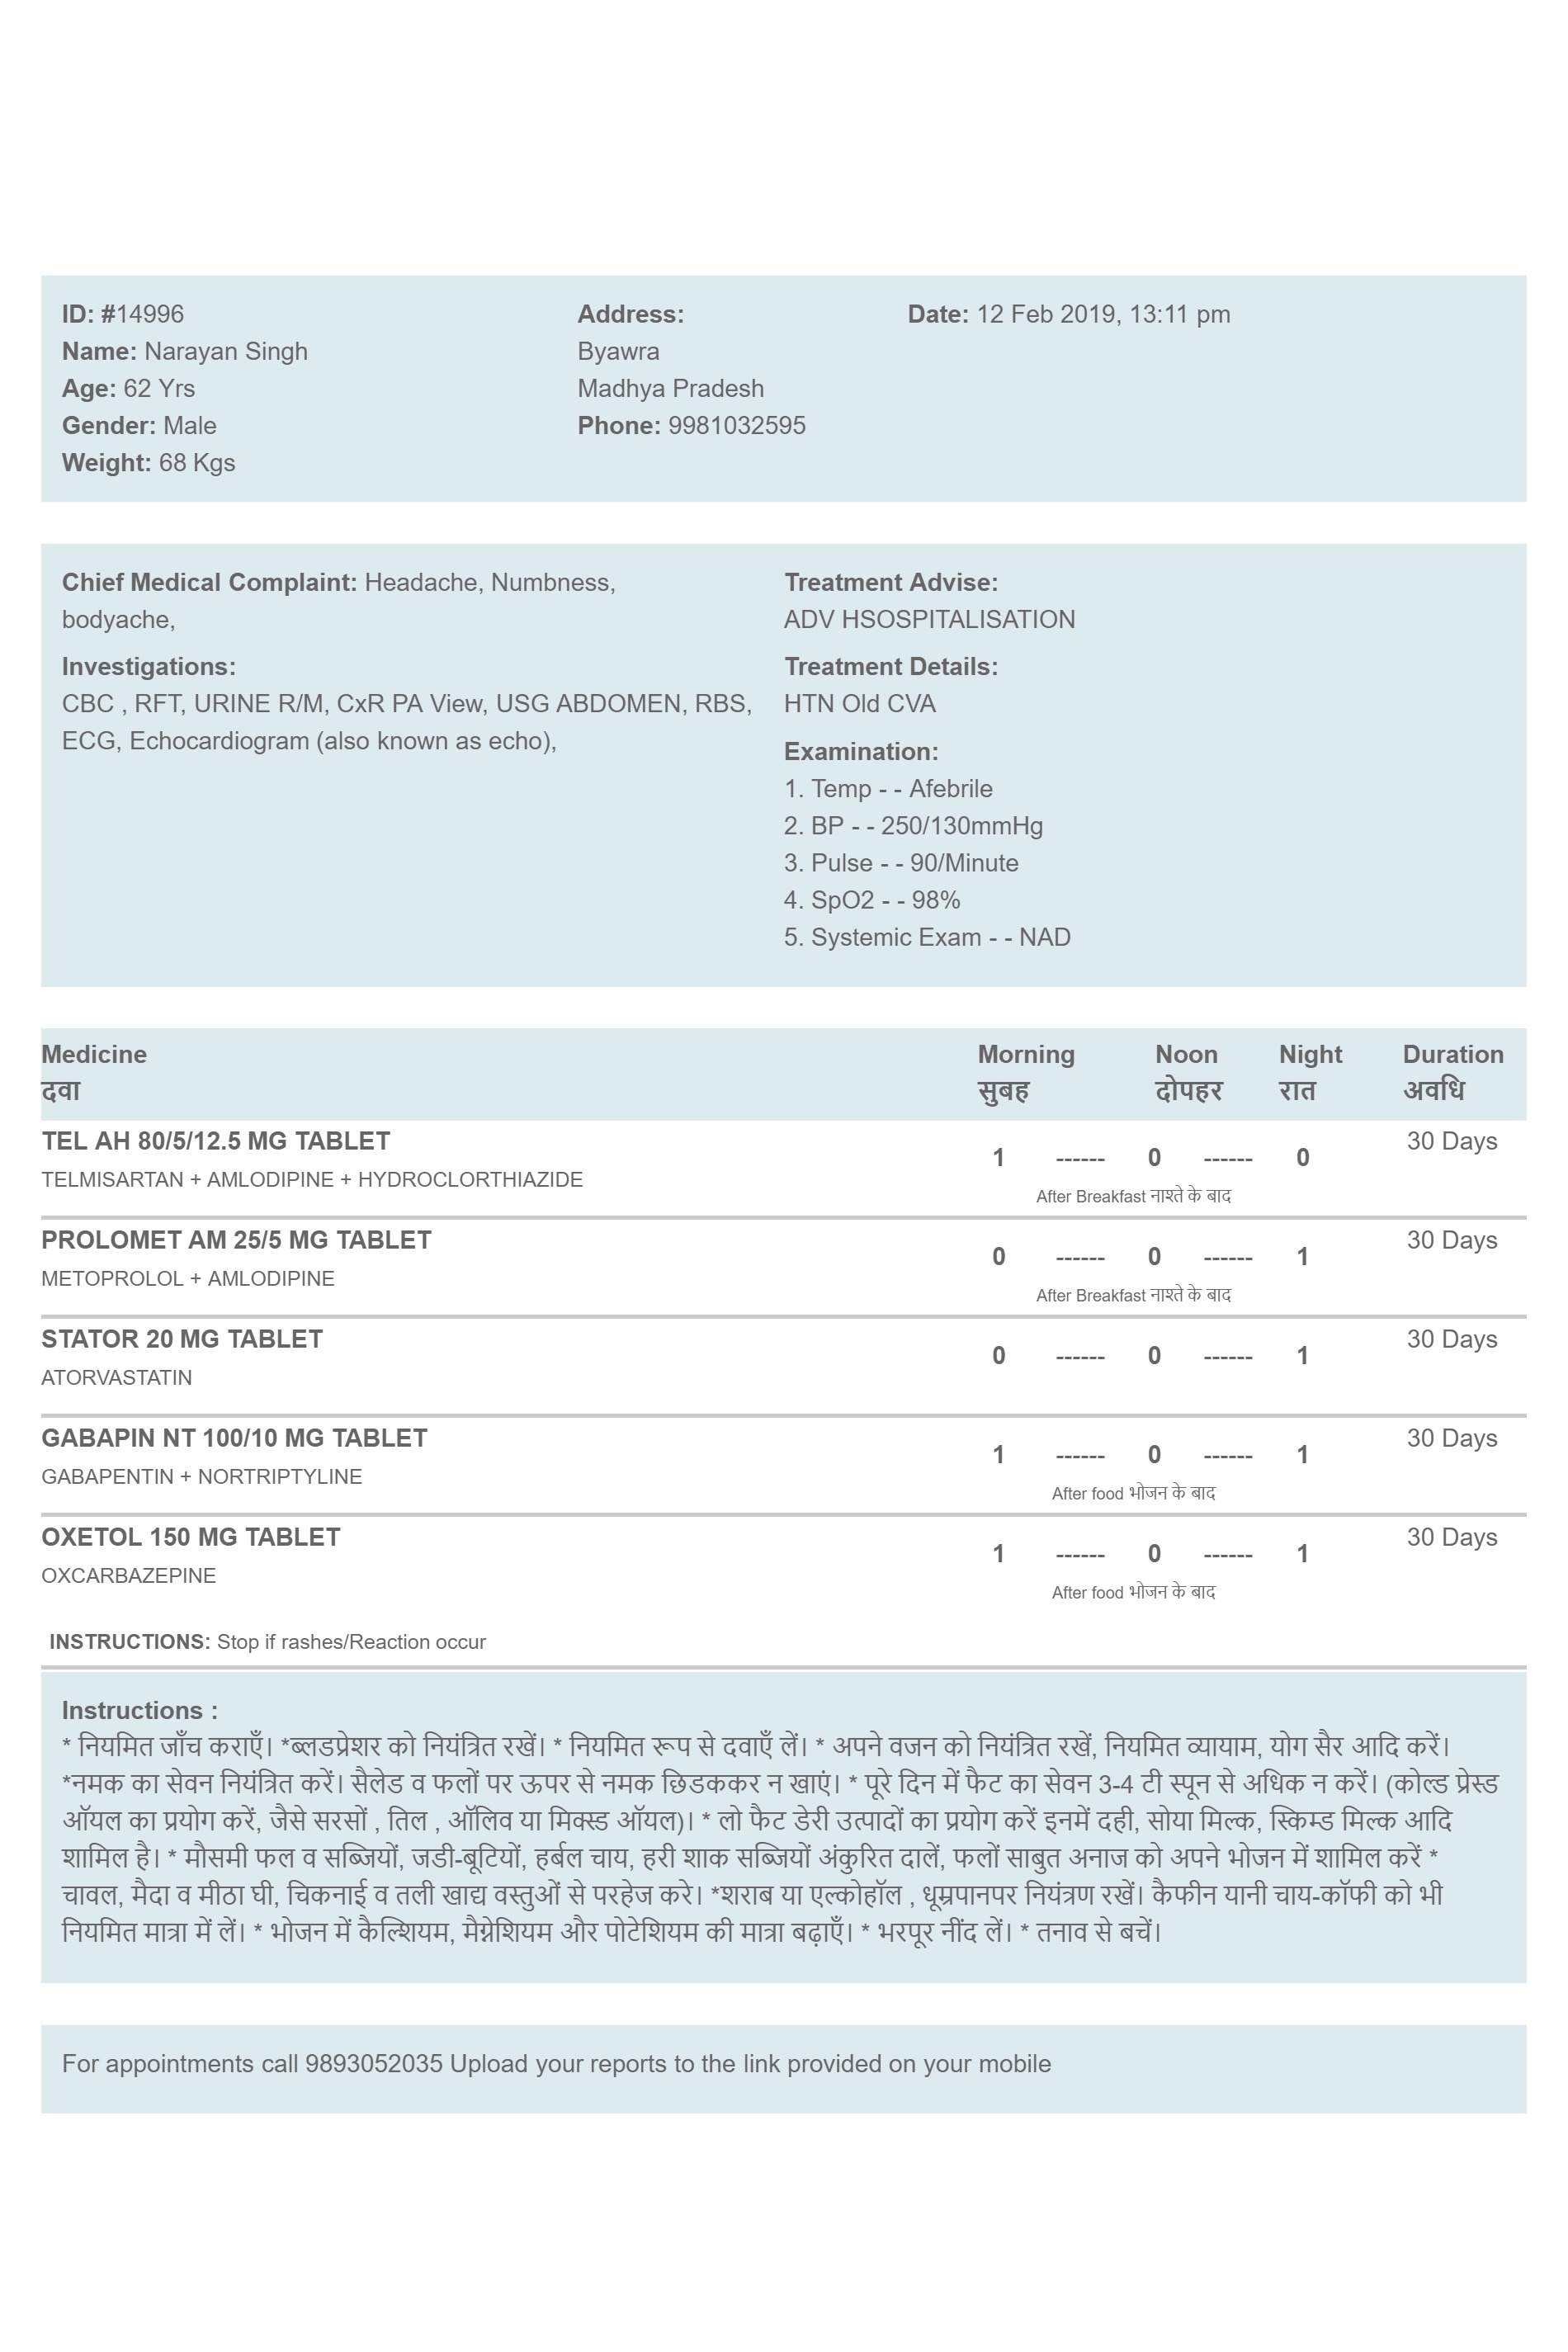 ID: #14996
Name: Narayan Singh
Age: 62 Yrs
Gender: Male
Weight: 68 Kgs
Address:
Byawra
Madhya Pradesh
Phone: 9981032595
Date: 12 Feb 2019, 13:11 pm
Chief Medical Complaint: Headache, Numbness,
bodyache,
Investigations:
CBC , RFT, URINE R/M, CxR PA View, USG ABDOMEN, RBS,
ECG, Echocardiogram (also known as echo),
Treatment Advise:
ADV HSOSPITALISATION
Treatment Details:
HTN Old CVA
Examination:
1. Temp - - Afebrile
2. BP - - 250/130mmHg
3. Pulse - - 90/Minute
4. SpO2 - - 98%
5. Systemic Exam - - NAD
Medicine Morning Noon Night Duration
दवा सुबह दोपहर रात अवधि
TEL AH 80/5/12.5 MG TABLET 30 Days
1 ------ 0 ------ 0
TELMISARTAN + AMLODIPINE + HYDROCLORTHIAZIDE
After Breakfast नाश्ते के बाद
PROLOMET AM 25/5 MG TABLET 30 Days
0 ------ 0 ------ 1
METOPROLOL + AMLODIPINE
After Breakfast नाश्ते के बाद
STATOR 20 MG TABLET 30 Days
0 ------ 0 ------ 1
ATORVASTATIN
GABAPIN NT 100/10 MG TABLET 30 Days
1 ------ 0 ------ 1
GABAPENTIN + NORTRIPTYLINE
After food भोजन के बाद
OXETOL 150 MG TABLET 30 Days
1 ------ 0 ------ 1
OXCARBAZEPINE
After food भोजन के बाद
INSTRUCTIONS: Stop if rashes/Reaction occur
Instructions :
* नियमित जाँच कराएँ। *ब्लडप्रेशर को नियंत्रित रखें। * नियमित रूप से दवाएँ लें। * अपने वजन को नियंत्रित रखें, नियमित व्यायाम, योग सैर आदि करें।
*नमक का सेवन नियंत्रित करें। सैलेड व फलों पर ऊपर से नमक छिडककर न खाएं। * पूरे दिन में फैट का सेवन 3-4 टी स्पून से अधिक न करें। (कोल्ड प्रेस्ड
ऑयल का प्रयोग करें, जैसे सरसों , तिल , ऑलिव या मिक्स्ड ऑयल)। * लो फैट डेरी उत्पादों का प्रयोग करें इनमें दही, सोया मिल्क, स्किम्ड मिल्क आदि
शामिल है। * मौसमी फल व सब्जियों, जडी-बूटियों, हर्बल चाय, हरी शाक सब्जियों अंकुरित दालें, फलों साबुत अनाज को अपने भोजन में शामिल करें *
चावल, मैदा व मीठा घी, चिकनाई व तली खाद्य वस्तुओं से परहेज करे। *शराब या एल्कोहॉल , धूम्रपानपर नियंत्रण रखें। कैफीन यानी चाय-कॉफी को भी
नियमित मात्रा में लें। * भोजन में कैल्शियम, मैग्नेशियम और पोटेशियम की मात्रा बढ़ाएँ। * भरपूर नींद लें। * तनाव से बचें।
For appointments call 9893052035 Upload your reports to the link provided on your mobile